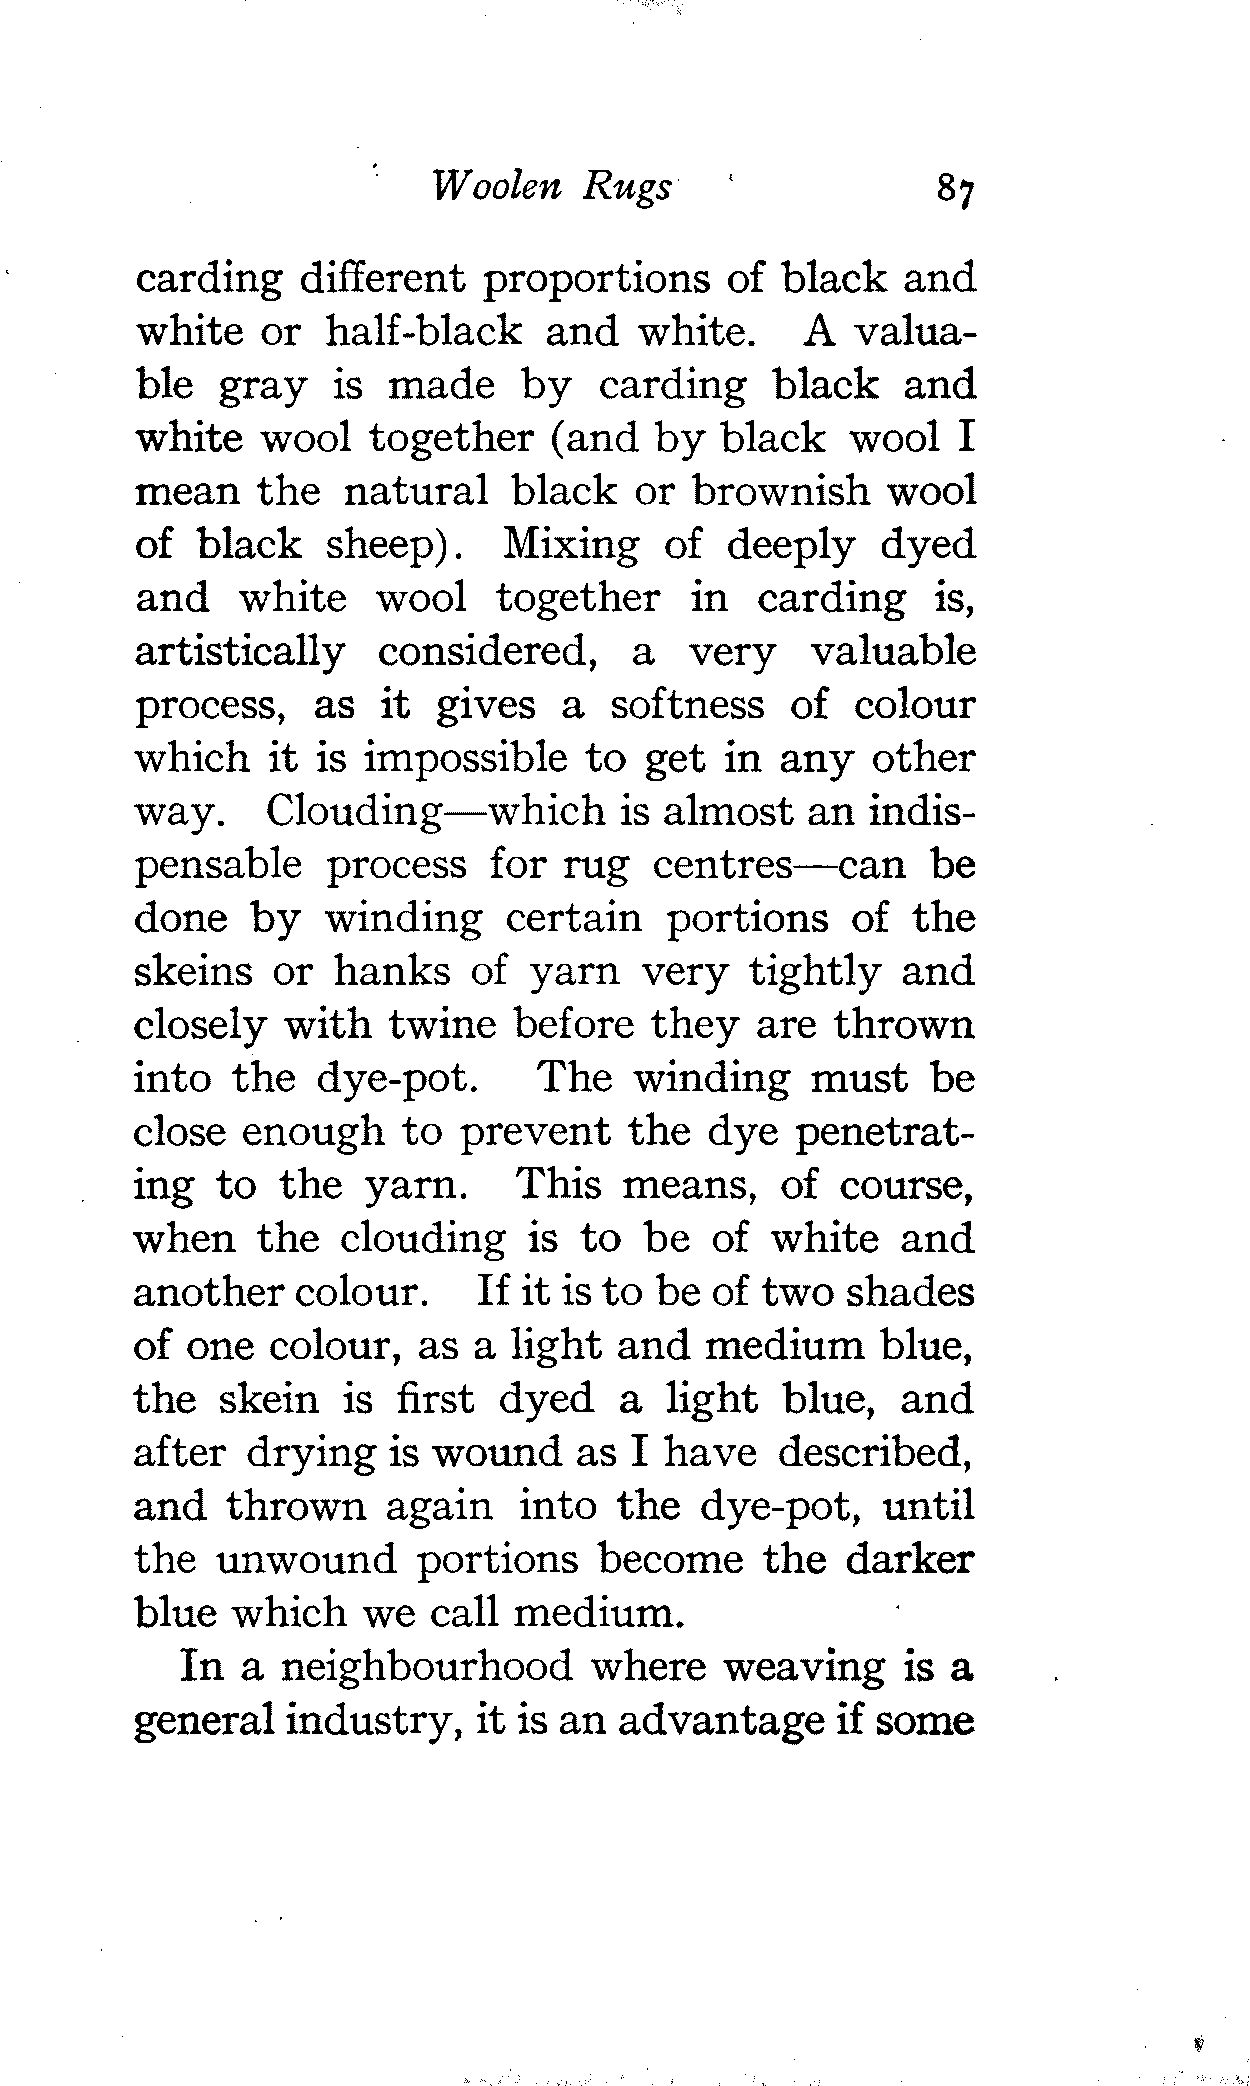 Woolen Rugs 87
carding different proportions of black and
white or half-black and white. A valua-
ble gray is made by carding black and
white wool together (and by black wool I
mean the natural black or brownish wool
of black sheep). Mixing of deeply dyed
and white wool together in carding is,
artistically considered, a very valuable
process, as it gives a softness of colour
which it is impossible to get in any other
way. Clouding—which is almost an indis-
pensable process for rug centres—can be
done by winding certain portions of the
skeins or hanks of yarn very tightly and
closely with twine before they are thrown
into the dye-pot. The winding must be
close enough to prevent the dye penetrat-
ing to the yarn. This means, of course,
when the clouding is to be of white and
another colour. If it is to be of two shades
of one colour, as a light and medium blue,
the skein is first dyed a light blue, and
after drying is wound as I have described,
and thrown again into the dye-pot, until
the unwound portions become the darker
blue which we call medium.
In a neighbourhood where weaving is a
general industry, it is an advantage if some